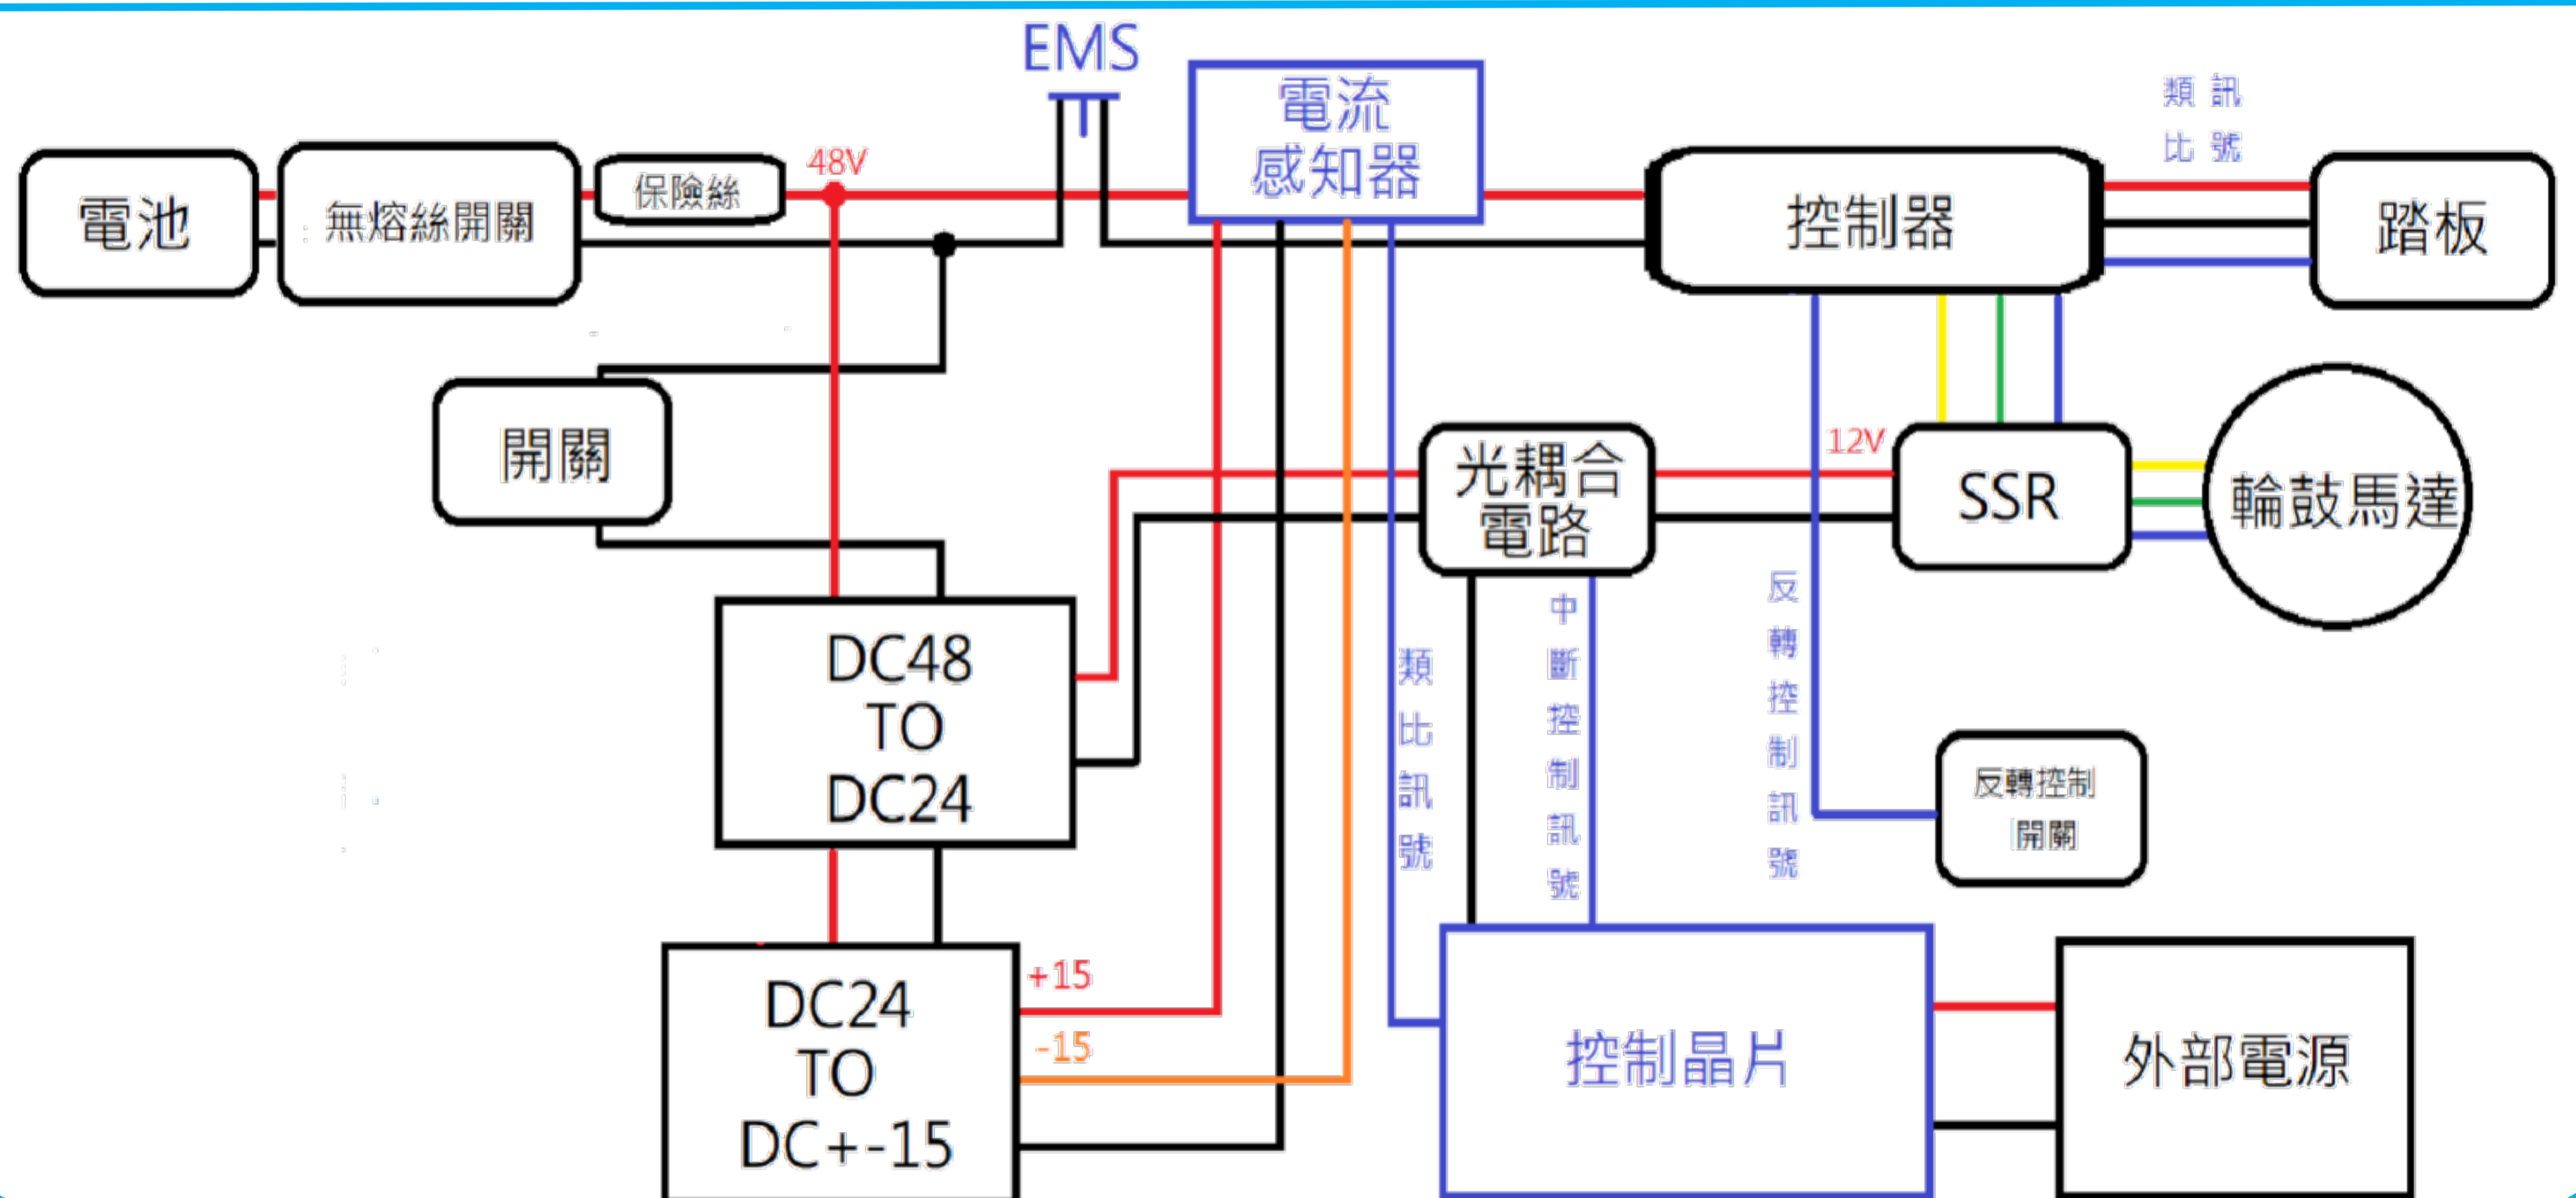 EMS
電流
感知器
類 訊
比 號
48V
電池
無熔絲開關
保險絲
控制器
踏板
開關
光耦合
電路
12V
SSR
輪鼓馬達
DC48
TO
DC24
類比訊號
中斷控制訊號
反轉控制訊號
反轉控制
開關
+15
-15
DC24
TO
DC+-15
控制晶片
外部電源